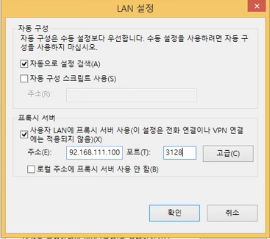 LAN 설정
자동 구성
자동 구성은 수동 설정보다 우선합니다. 수동 설정을 사용하려면 자동 구
성을 사용하지 마십시오.
자동으로 설정 검색(A)
자동 구성 스크립트 사용(S)
주소(R):
프록시 서버
사용자 LAN에 프록시 서버 사용(이 설정은 전화 연결이나 VPN 연결
에는 적용되지 않음)(X)
주소(E): 92.168.111.100 포트(T): 3128 고급(C)
로컬 주소에 프록시 서버 사용 안 함(B)
확인 취소